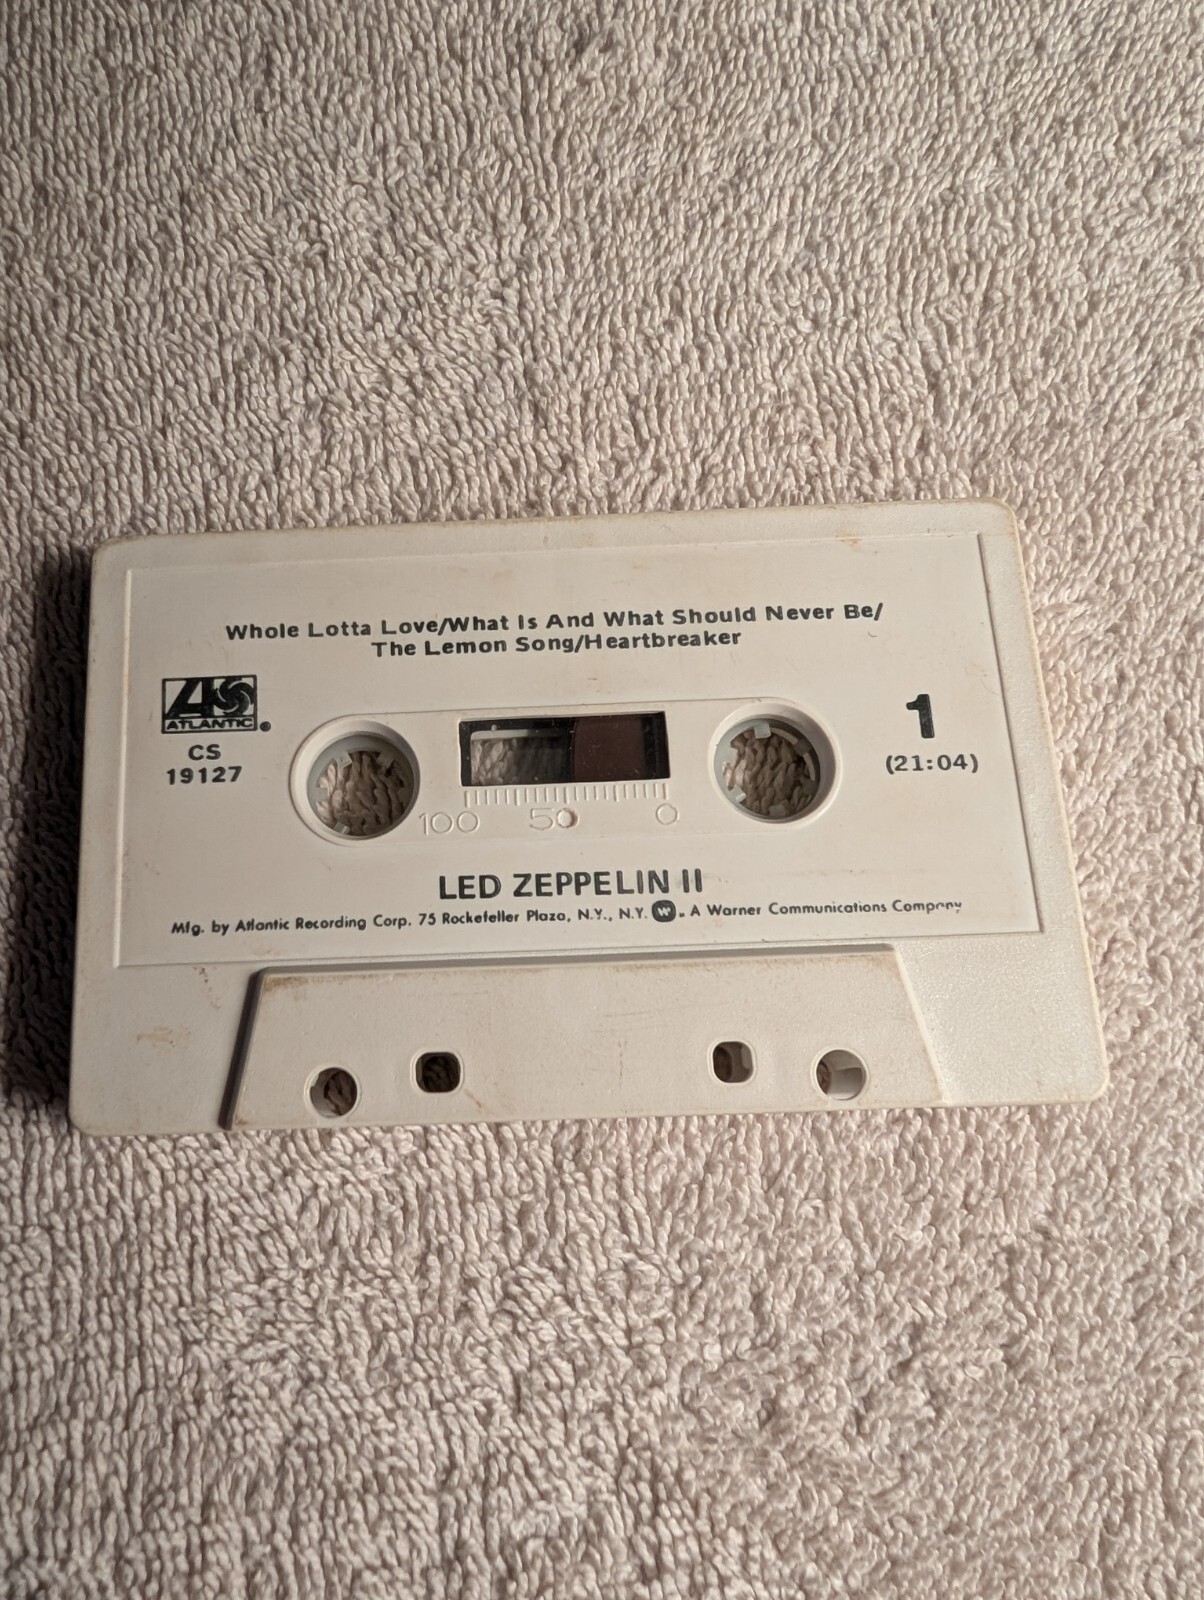 Whole Lotta Love/What Is And What Should Never Be/
The Lemon Song/Heartbreaker
ATLANTIC®
CS
19127
1
(21:04)
100 50 0
LED ZEPPELIN II
Mfg. by Atlantic Recording Corp. 75 Rockefeller Plaza, N.Y., N.Y. W® A Warner Communications Company